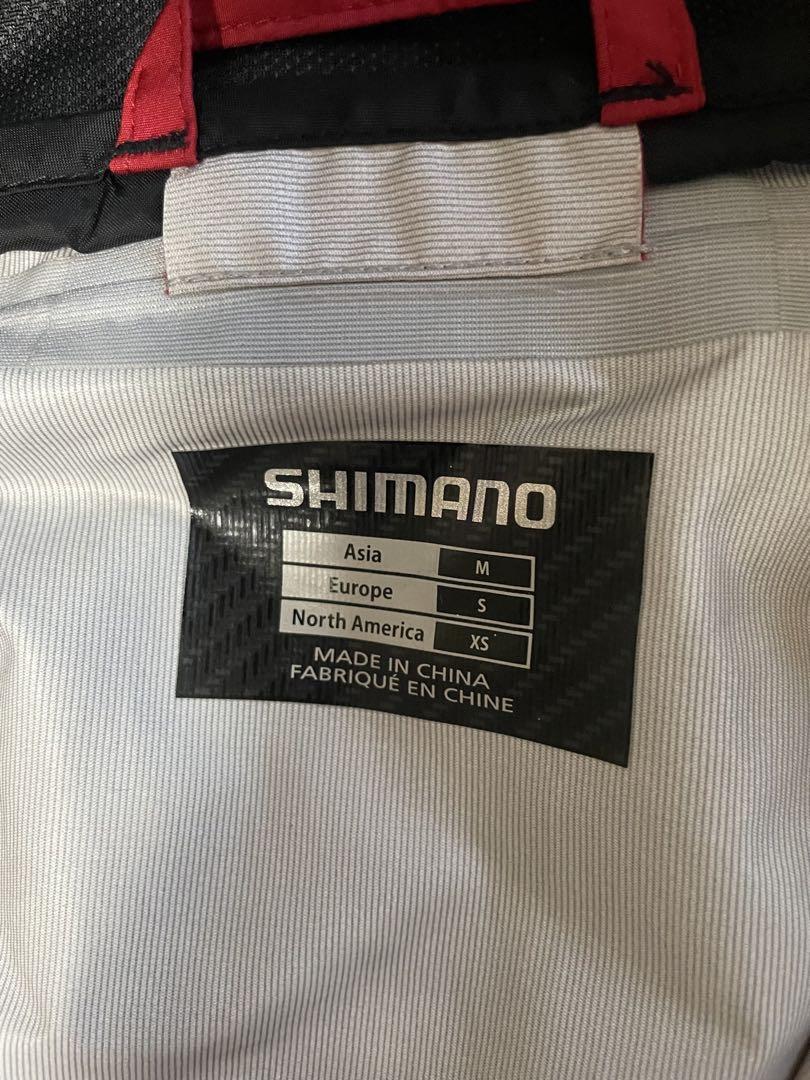 SHIMANO
Asia M
Europe S
North America XS
MADE IN CHINA
FABRIQUÉ EN CHINE